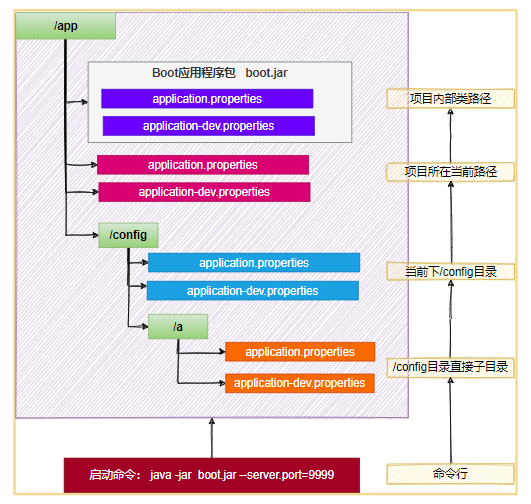 /app
Boot应用程序包 boot.jar
application.properties
application-dev.properties
项目内部类路径
application.properties
项目所在当前路径
application-dev.properties
/config
application.properties
当前下/config目录
application-dev.properties
/a
application.properties
/config目录直接子目录
application-dev.properties
启动命令： java -jar boot.jar --server.port=9999
命令行